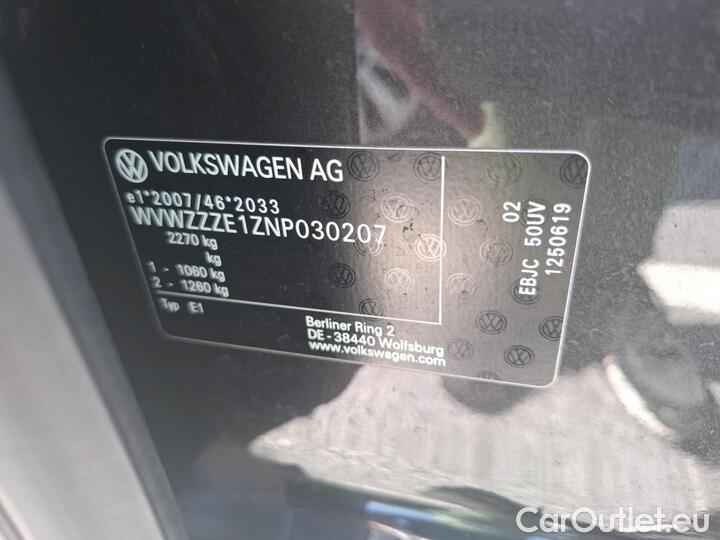 VOLKSWAGEN AG
e1*2007/46*2033
WVWZZZE1ZNP030207
2270 kg
kg
1 - 1060 kg
2 - 1260 kg
Typ E1
Berliner Ring 2
DE - 38440 Wolfsburg
www.volkswagen.com
02
EBJC 50UV
1250619
CarOutlet.eu